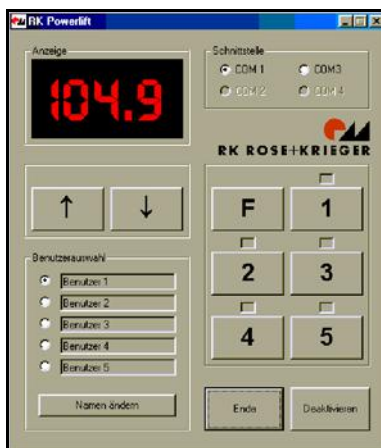 RK Powerlift
Anzeige
104.9
Schnittstelle
COM 1
COM3
COM 2
COM 4
RK ROSE+KRIEGER
↑
↓
F
1
2
3
4
5
Benutzerauswahl
Benutzer 1
Benutzer 2
Benutzer 3
Benutzer 4
Benutzer 5
Namen ändern
Ende
Deaktivieren